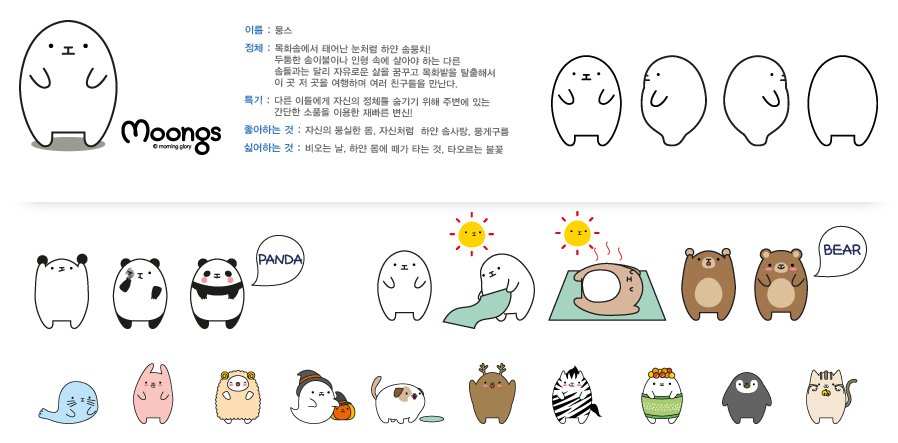 이름 : 뭉스
정체 : 목화솜에서 태어난 눈처럼 하얀 솜뭉치!
두툼한 솜이불이나 인형 속에 살아야 하는 다른
솜들과는 달리 자유로운 삶을 꿈꾸고 목화밭을 탈출해서
이 곳 저 곳을 여행하며 여러 친구들을 만난다.
특기 : 다른 이들에게 자신의 정체를 숨기기 위해 주변에 있는
간단한 소품을 이용한 재빠른 변신!
좋아하는 것 : 자신의 뭉실한 몸, 자신처럼 하얀 솜사탕, 뭉게구름
싫어하는 것 : 비오는 날, 하얀 몸에 때가 타는 것, 타오르는 불꽃
Moongs
© morning glory
PANDA
BEAR